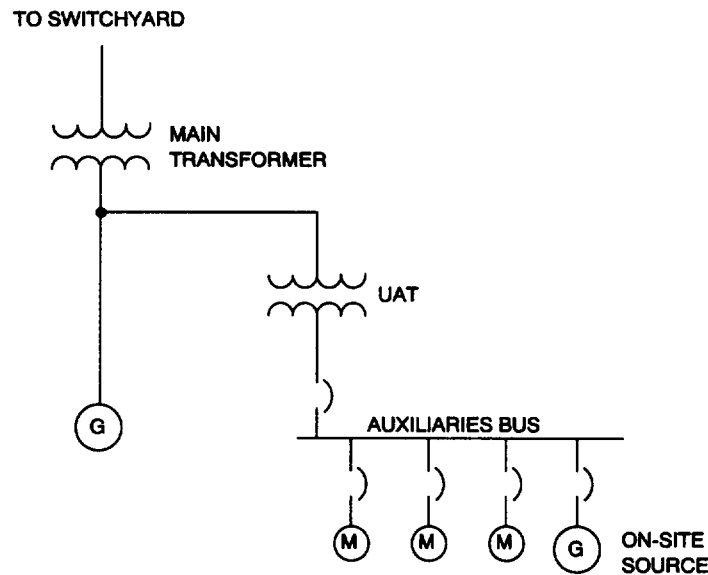 TO SWITCHYARD
MAIN
TRANSFORMER
UAT
G
AUXILIARIES BUS
M
M
M
G
ON-SITE
SOURCE